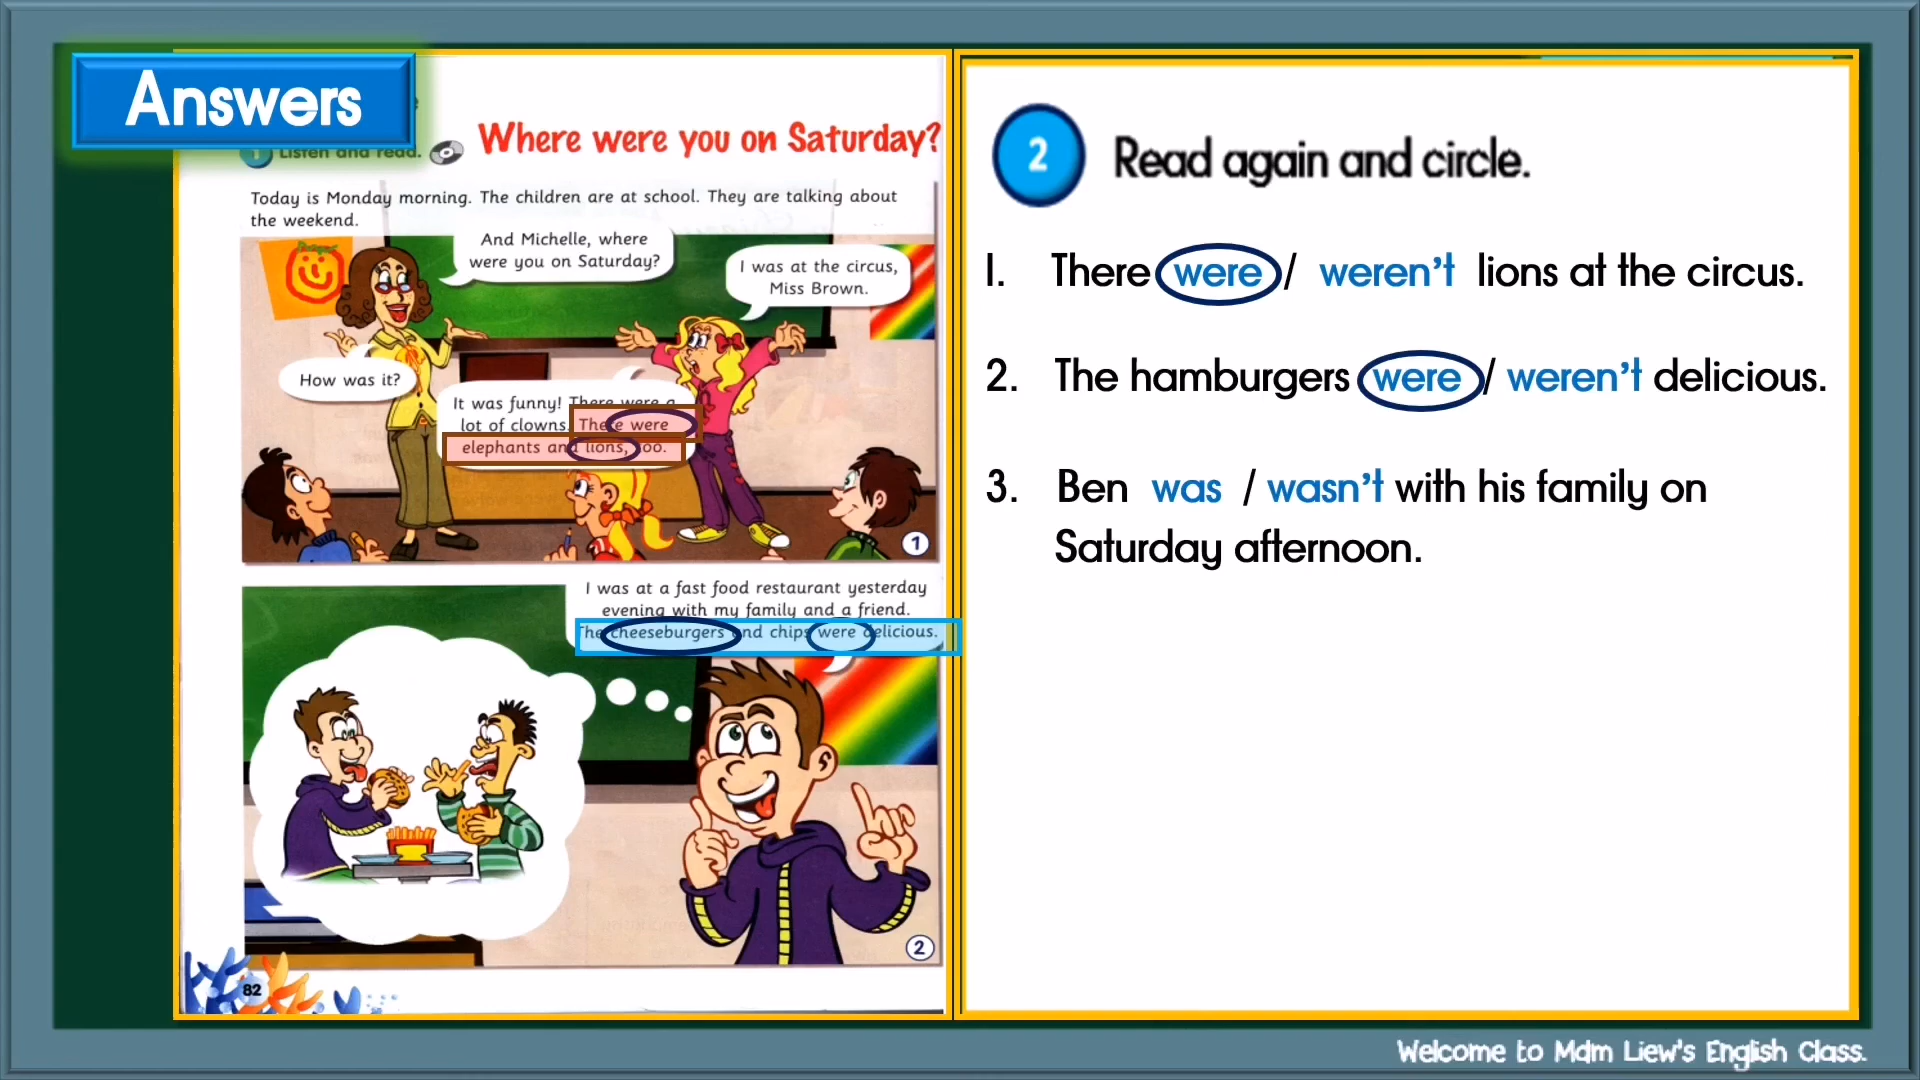 Answers
1 Listen and read.
Where were you on Saturday?
Today is Monday morning. The children are at school. They are talking about
the weekend.
And Michelle, where
were you on Saturday?
I was at the circus,
Miss Brown.
How was it?
It was funny! There were a
lot of clowns. There were
elephants and lions, too.
1
I was at a fast food restaurant yesterday
evening with my family and a friend.
The cheeseburgers and chips were delicious.
2
82
2 Read again and circle.
1. There were / weren't lions at the circus.
2. The hamburgers were / weren't delicious.
3. Ben was / wasn't with his family on
Saturday afternoon.
Welcome to Mdm Liew's English Class.